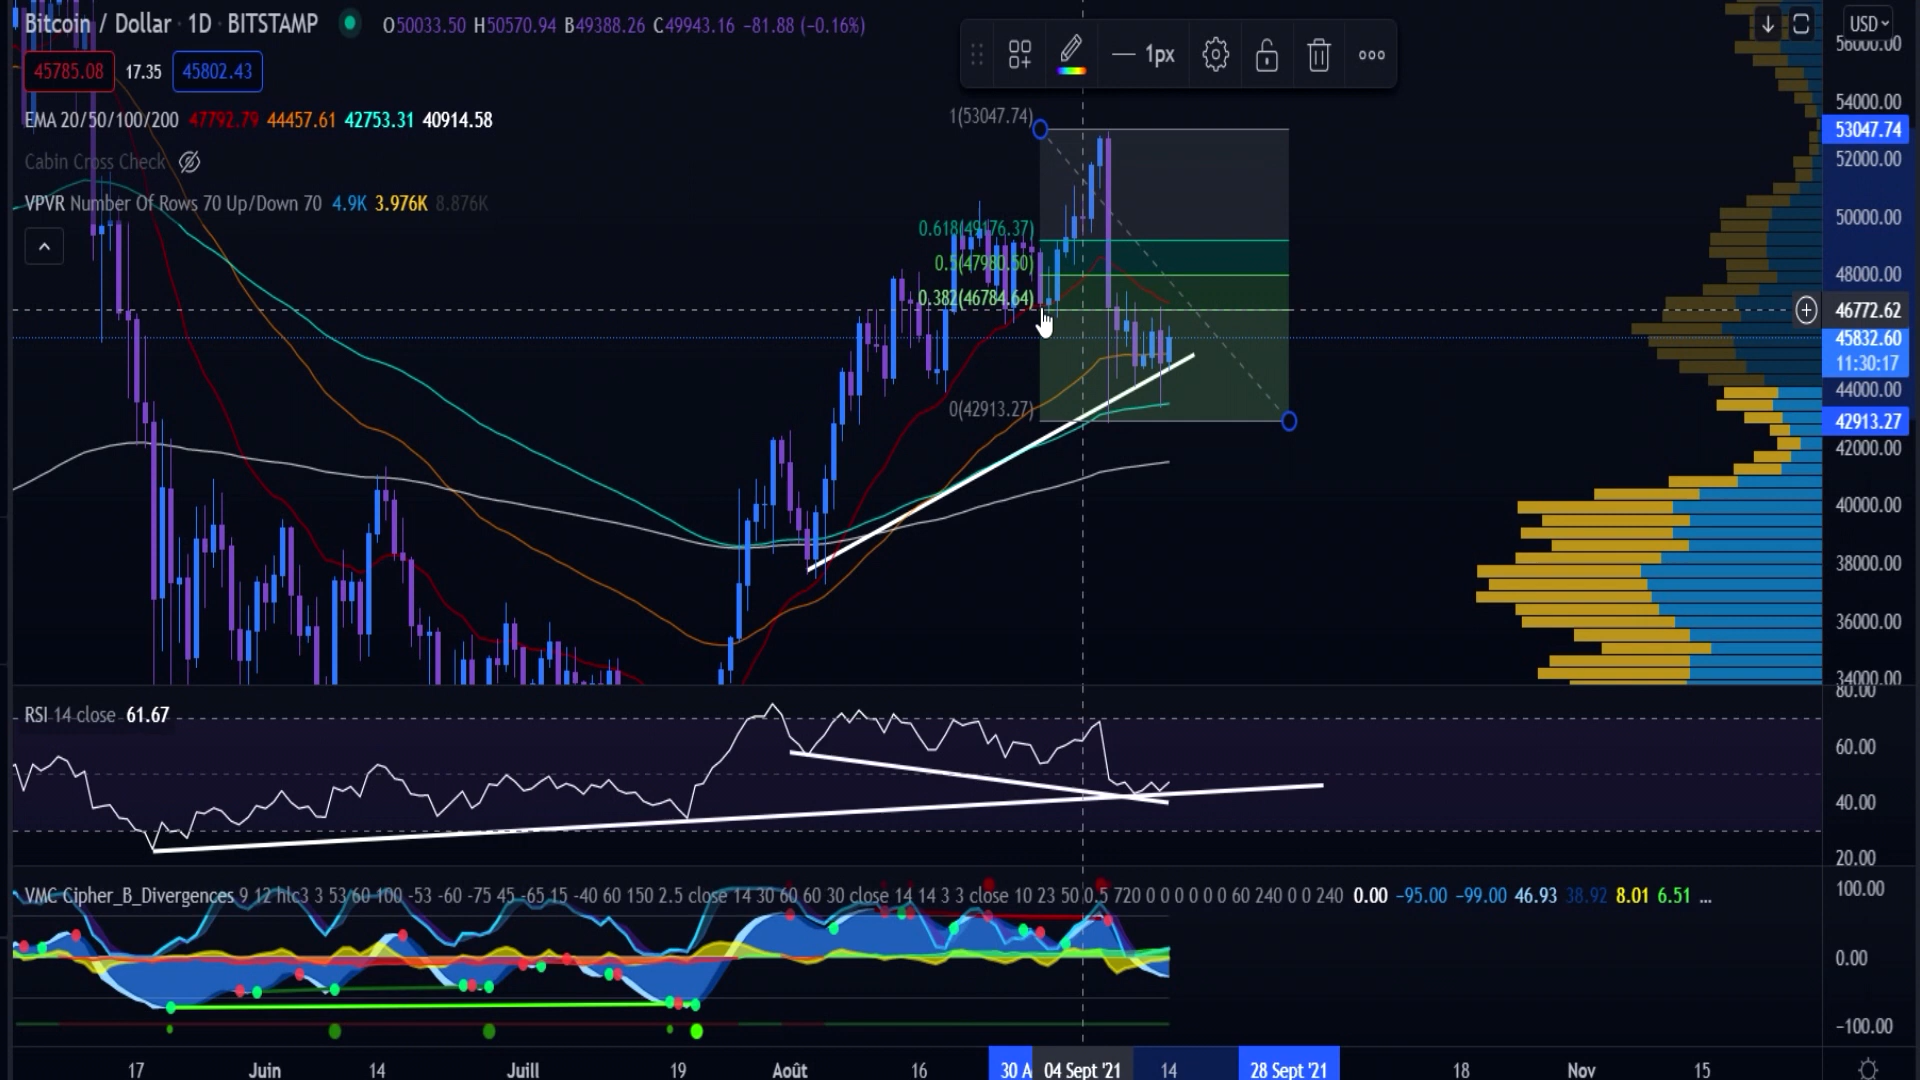 Bitcoin / Dollar · 1D · BITSTAMP O50033.50 H50570.94 B49388.26 C49943.16 −81.88 (−0.16%)
45785.08 17.35 45802.43
EMA 20/50/100/200 47792.79 44457.61 42753.31 40914.58
Cabin Cross Check
VPVR Number Of Rows 70 Up/Down 70 4.9K 3.976K 8.876K
1px
USD
56000.00
54000.00
53047.74
52000.00
50000.00
48000.00
46772.62
45832.60
11:30:17
44000.00
42913.27
42000.00
40000.00
38000.00
36000.00
34000.00
1(53047.74)
0.618(49176.37)
0.5(47980.50)
0.382(46784.64)
0(42913.27)
RSI 14 close 61.67
80.00
60.00
40.00
20.00
VMC Cipher_B_Divergences 9 12 hlc3 3 53 60 100 -53 -60 -75 45 -65 15 -40 60 150 2.5 close 14 30 60 60 30 close 14 14 3 3 close 10 23 50 0.5 720 0 0 0 0 0 60 240 0 0 240 0.00 −95.00 −99.00 46.93 38.92 8.01 6.51 ...
100.00
0.00
−100.00
17 Juin 14 Juill 19 Août 16 30 A 04 Sept '21 14 28 Sept '21 18 Nov 15